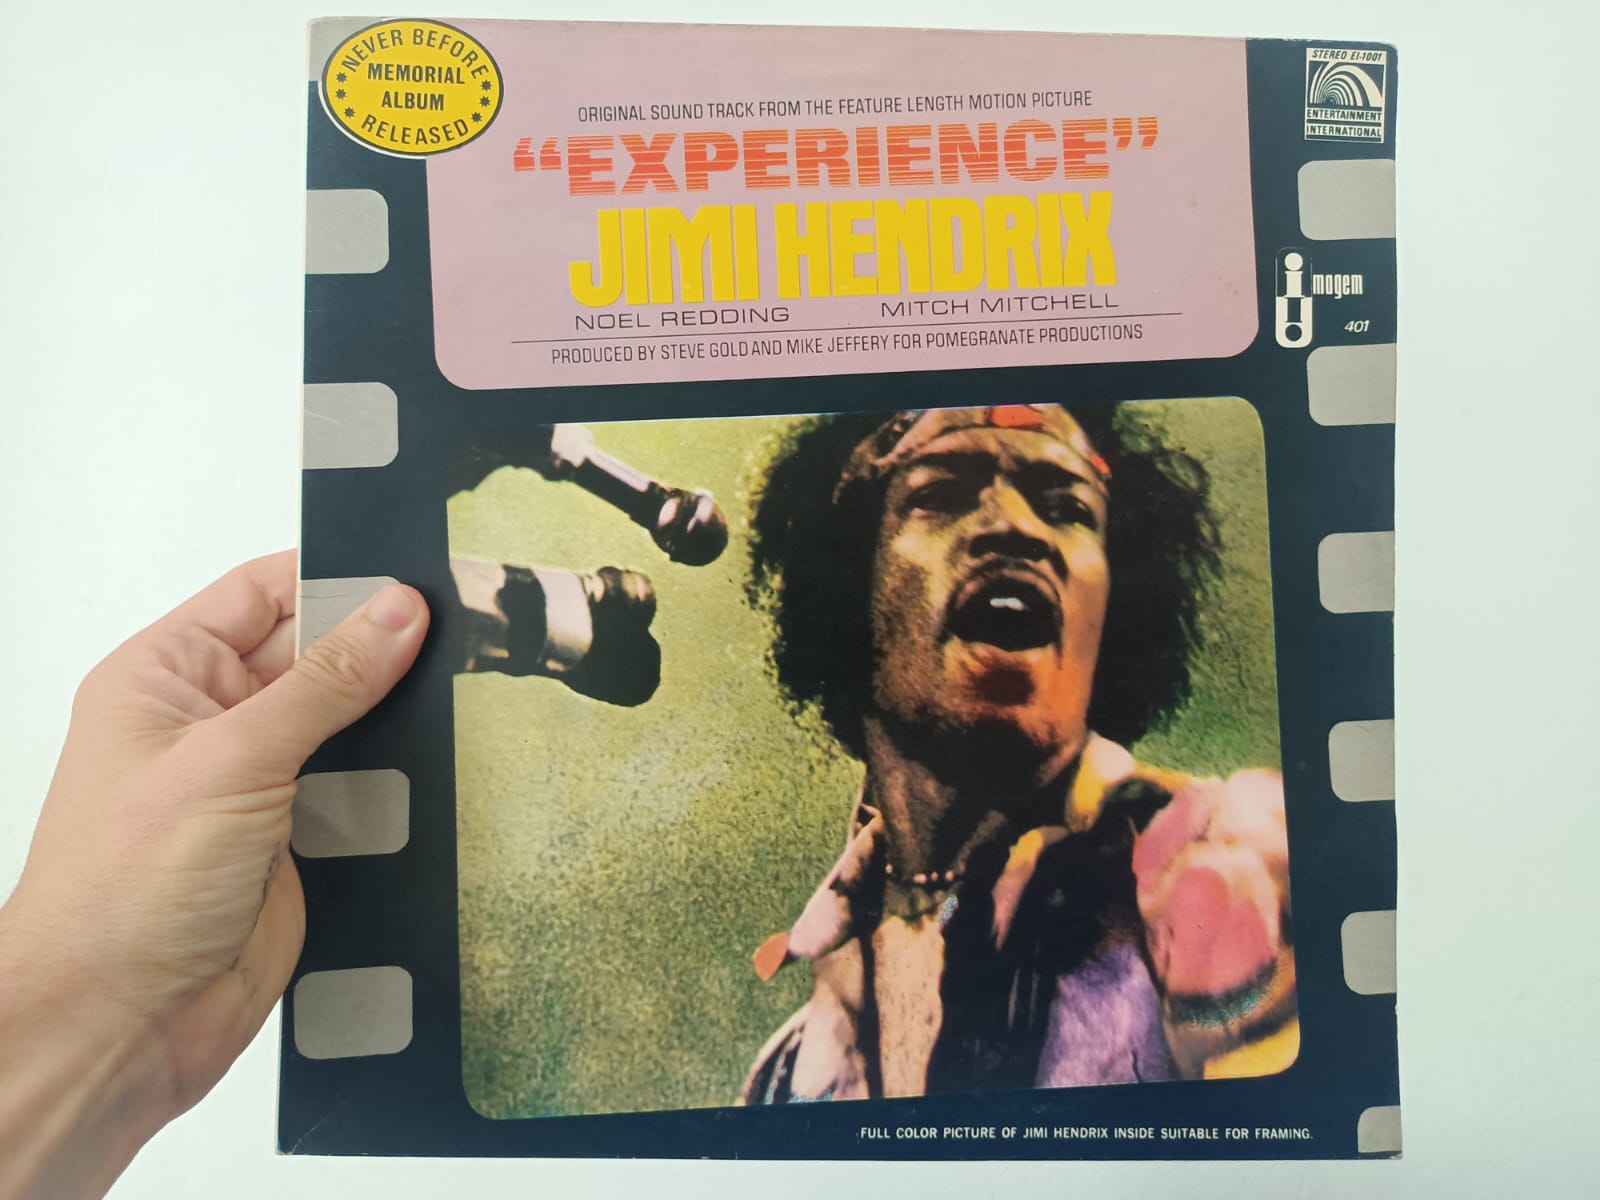 NEVER BEFORE
MEMORIAL
ALBUM
RELEASED
STEREO EI-1001
ENTERTAINMENT
INTERNATIONAL
ORIGINAL SOUND TRACK FROM THE FEATURE LENGTH MOTION PICTURE
“EXPERIENCE”
JIMI HENDRIX
NOEL REDDING MITCH MITCHELL
PRODUCED BY STEVE GOLD AND MIKE JEFFERY FOR POMEGRANATE PRODUCTIONS
imagem
401
FULL COLOR PICTURE OF JIMI HENDRIX INSIDE SUITABLE FOR FRAMING.